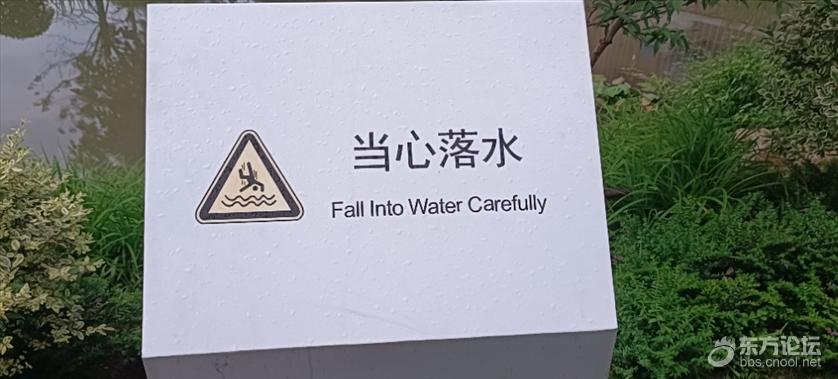 当心落水
Fall Into Water Carefully
东方论坛
bbs.cnool.net